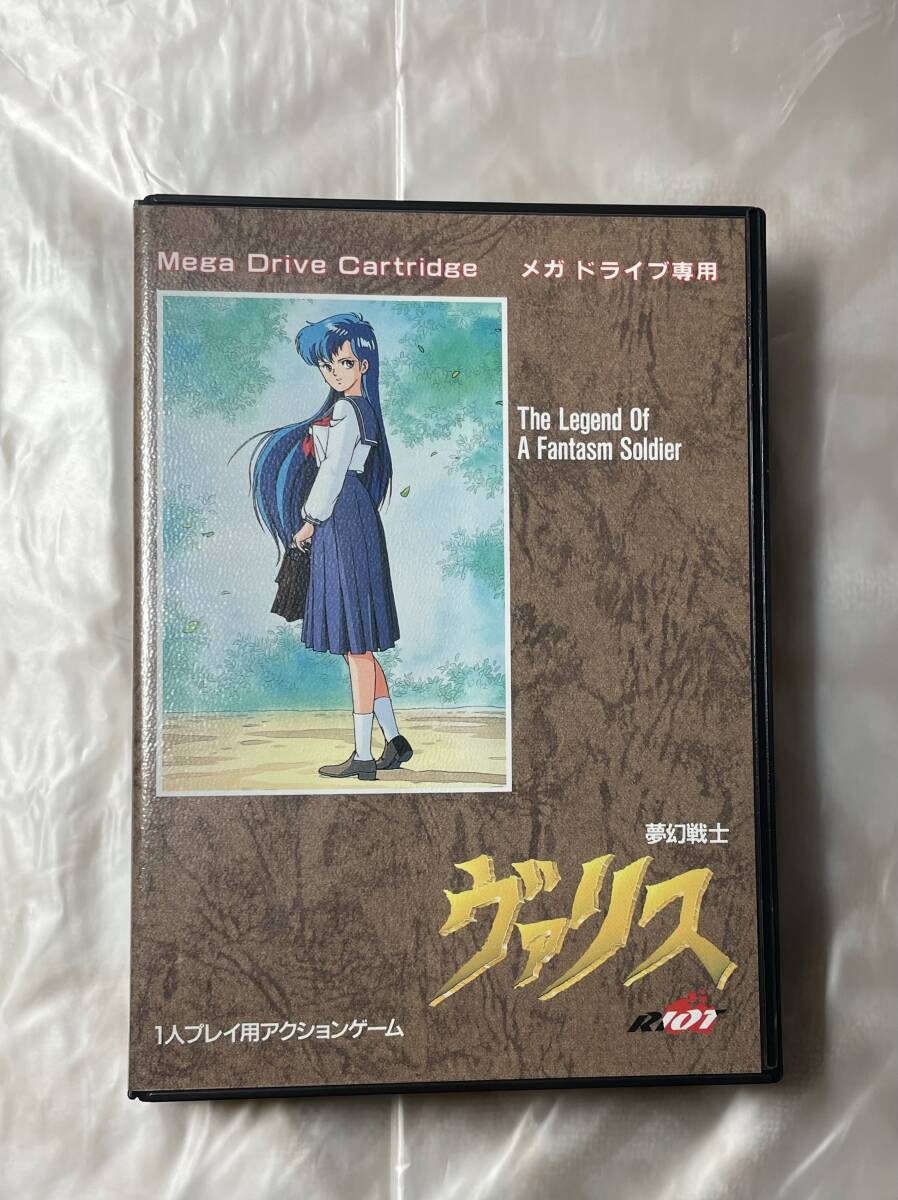 Mega Drive Cartridge メガ ドライブ専用
The Legend Of
A Fantasm Soldier
夢幻戦士
ヴァリス
RIOT
1人プレイ用アクションゲーム